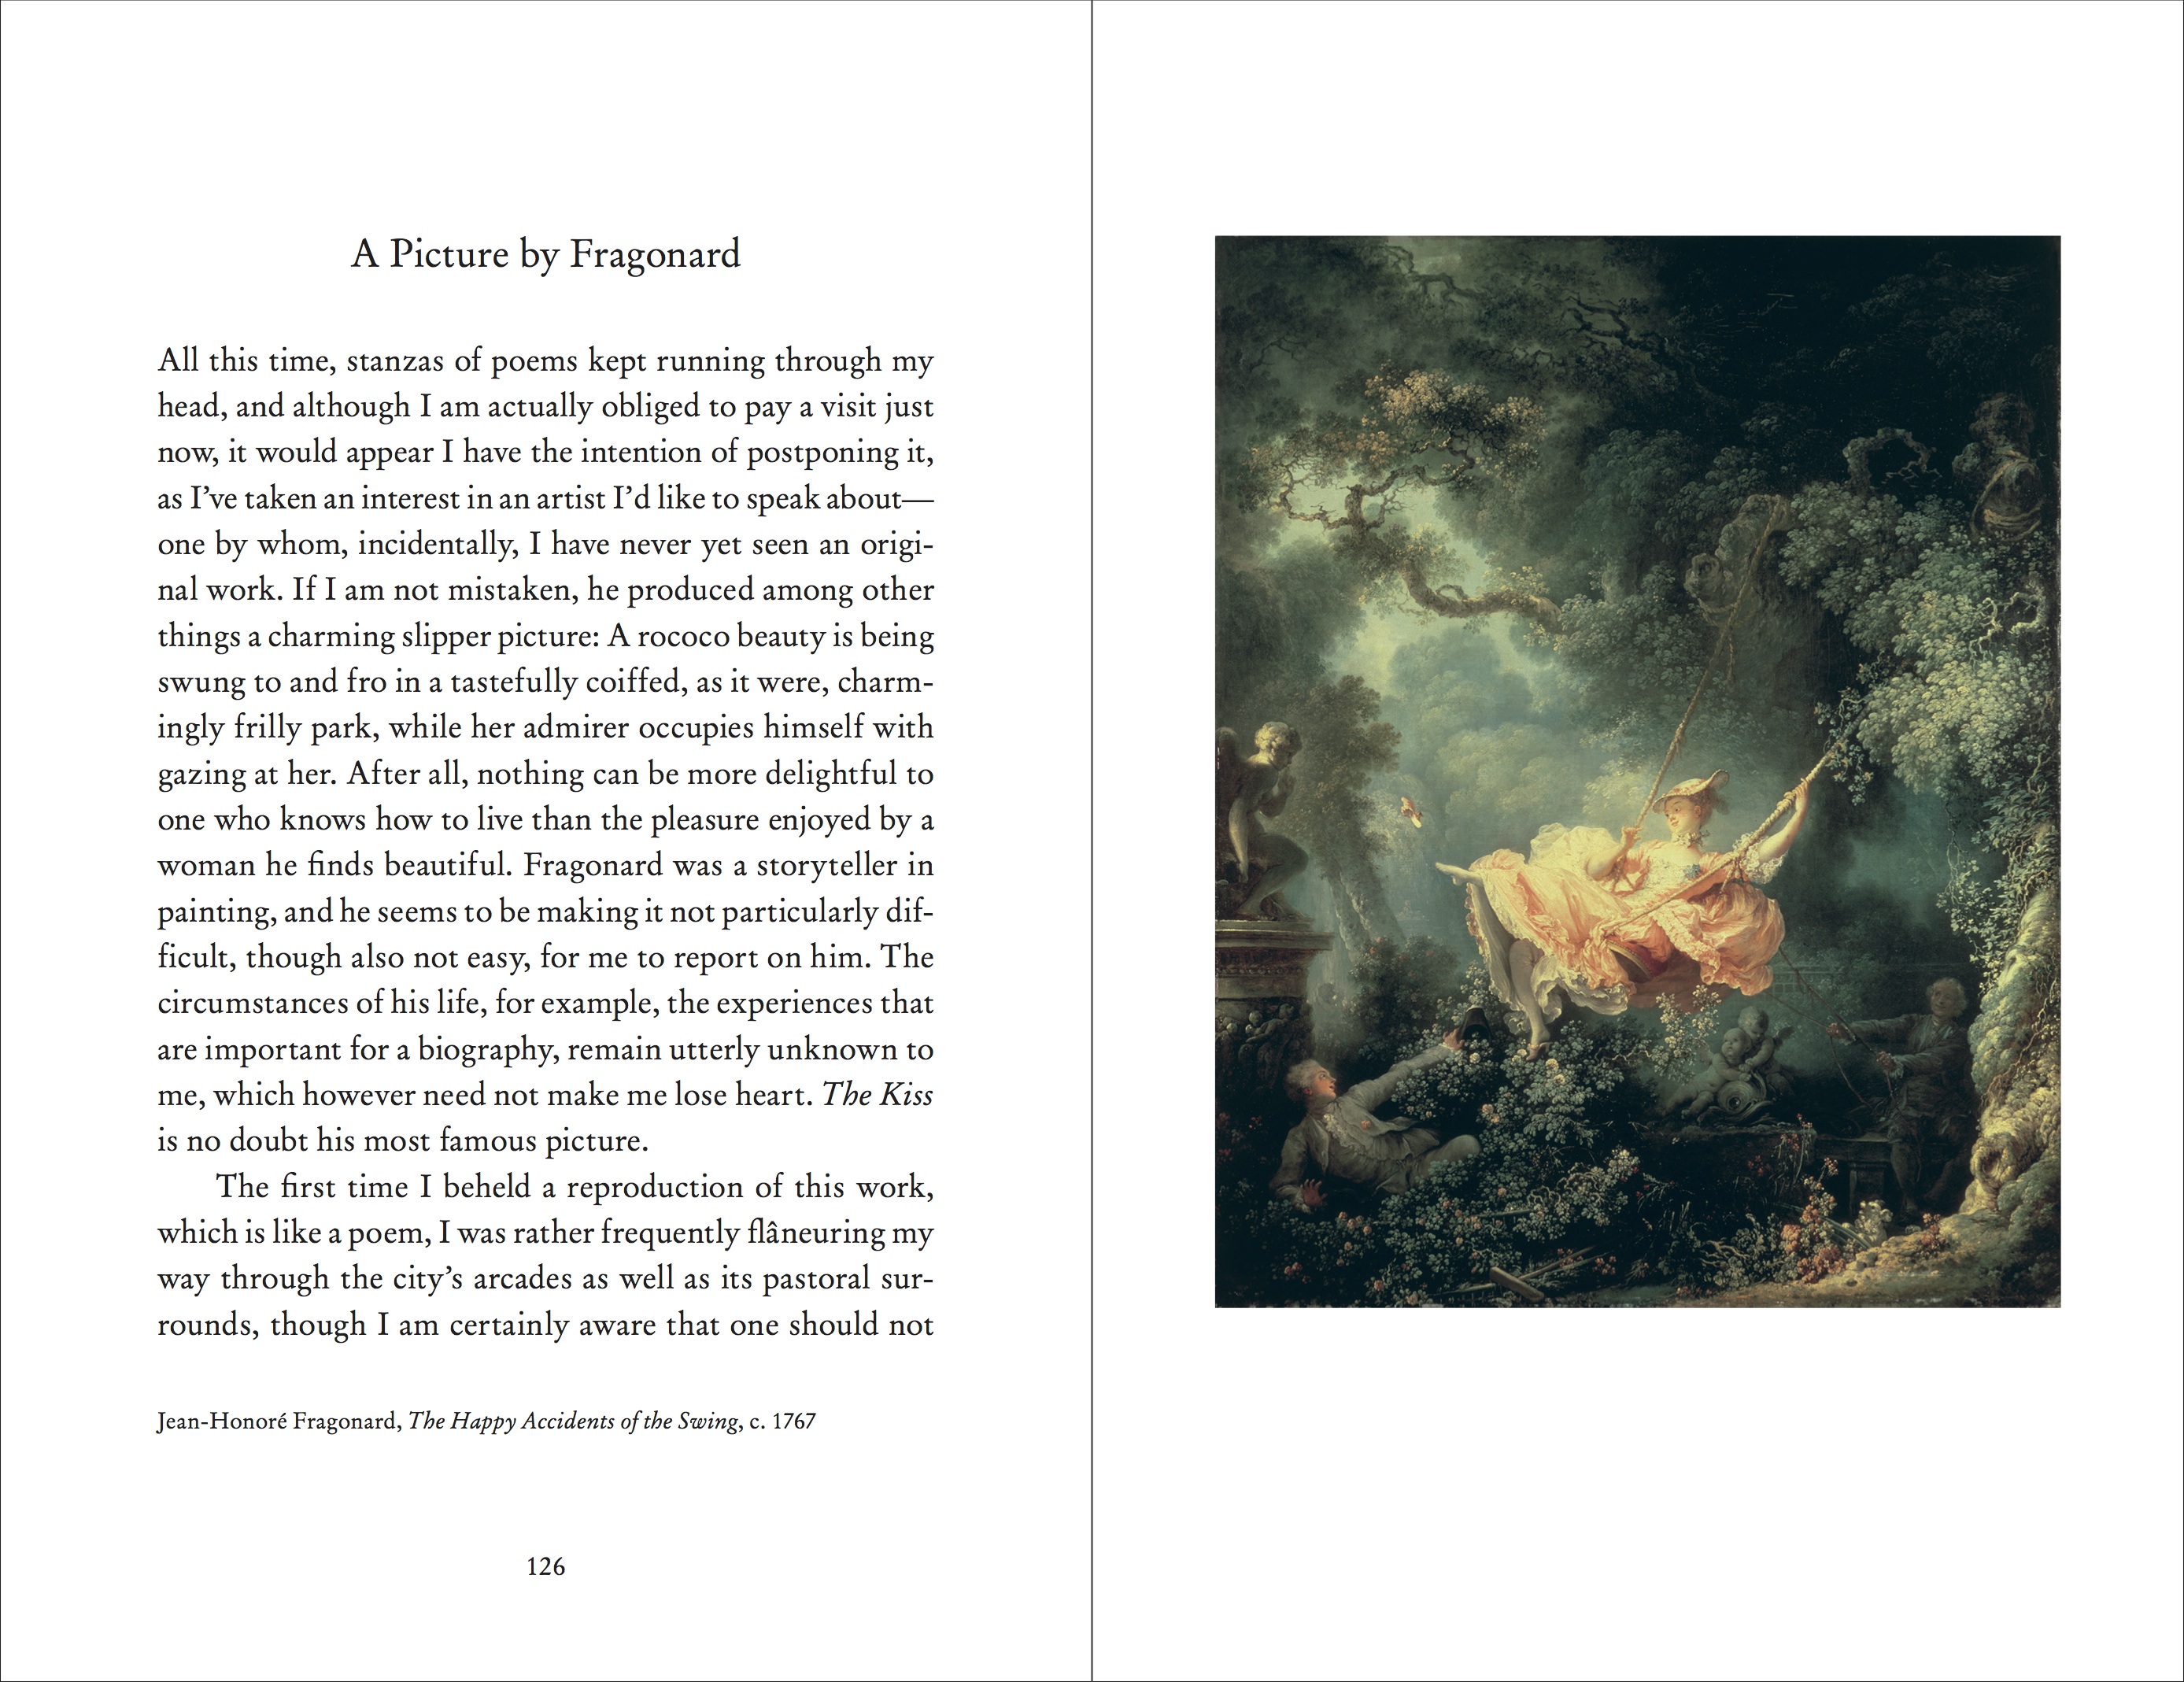 A Picture by Fragonard
All this time, stanzas of poems kept running through my
head, and although I am actually obliged to pay a visit just
now, it would appear I have the intention of postponing it,
as I’ve taken an interest in an artist I’d like to speak about—
one by whom, incidentally, I have never yet seen an origi-
nal work. If I am not mistaken, he produced among other
things a charming slipper picture: A rococo beauty is being
swung to and fro in a tastefully coiffed, as it were, charm-
ingly frilly park, while her admirer occupies himself with
gazing at her. After all, nothing can be more delightful to
one who knows how to live than the pleasure enjoyed by a
woman he finds beautiful. Fragonard was a storyteller in
painting, and he seems to be making it not particularly dif-
ficult, though also not easy, for me to report on him. The
circumstances of his life, for example, the experiences that
are important for a biography, remain utterly unknown to
me, which however need not make me lose heart. The Kiss
is no doubt his most famous picture.
The first time I beheld a reproduction of this work,
which is like a poem, I was rather frequently flâneuring my
way through the city’s arcades as well as its pastoral sur-
rounds, though I am certainly aware that one should not
Jean-Honoré Fragonard, The Happy Accidents of the Swing, c. 1767
126